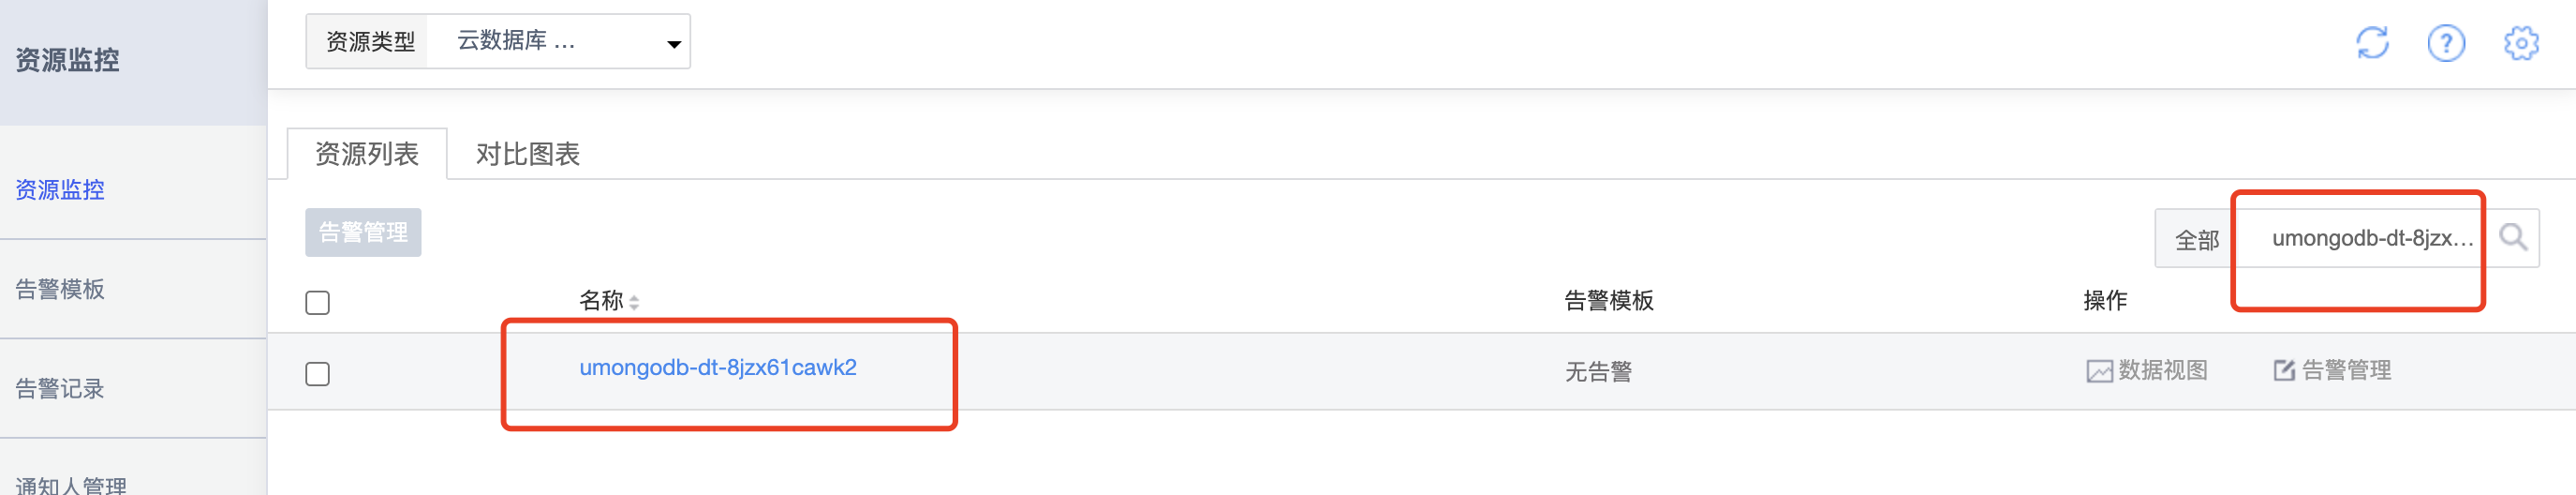 资源监控
资源类型 云数据库 ...
资源监控
告警模板
告警记录
通知人管理
资源列表 对比图表
告警管理
全部 umongodb-dt-8jzx...
名称 告警模板 操作
umongodb-dt-8jzx61cawk2 无告警 数据视图 告警管理